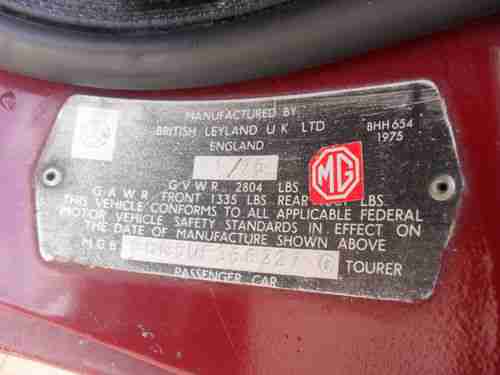 MANUFACTURED BY
BRITISH LEYLAND U K LTD
ENGLAND
BHH 654
1975
G V W R 2804 LBS
MG
G A W R FRONT 1335 LBS REAR LBS
THIS VEHICLE CONFORMS TO ALL APPLICABLE FEDERAL
MOTOR VEHICLE SAFETY STANDARDS IN EFFECT ON
THE DATE OF MANUFACTURE SHOWN ABOVE
M G B G TOURER
PASSENGER CAR